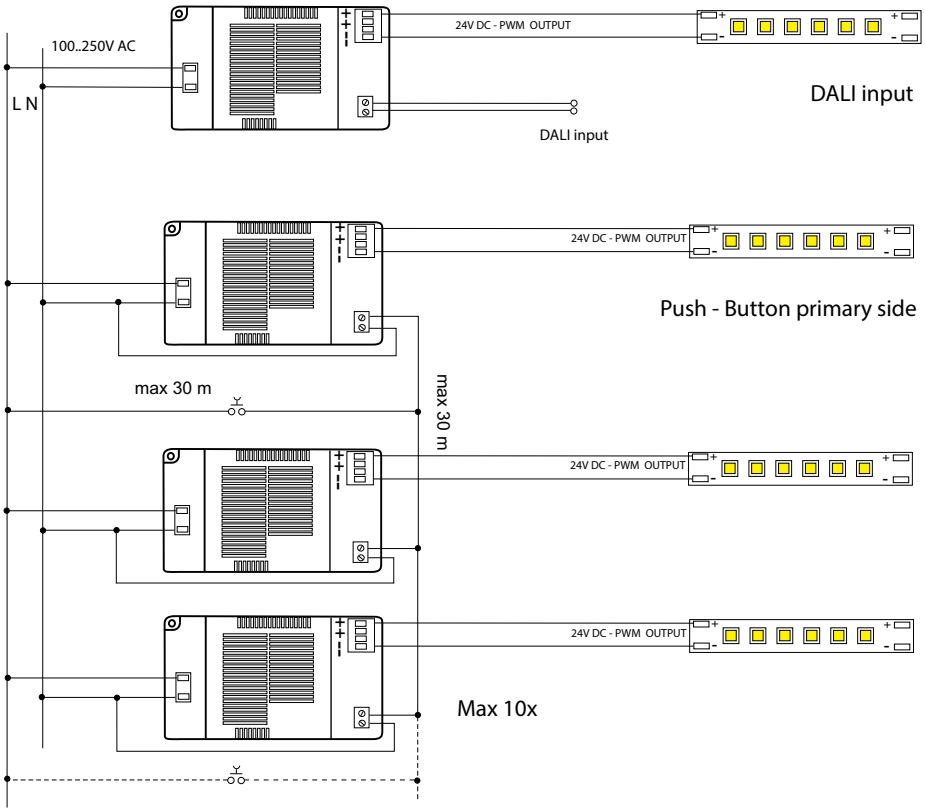 24V DC - PWM OUTPUT
+ +
- -
100..250V AC
L N
+
+
-
-
DALI input
DALI input
24V DC - PWM OUTPUT
+ +
- -
+
+
-
-
Push - Button primary side
max 30 m
max 30 m
24V DC - PWM OUTPUT
+ +
- -
+
+
-
-
24V DC - PWM OUTPUT
+ +
- -
+
+
-
-
Max 10x